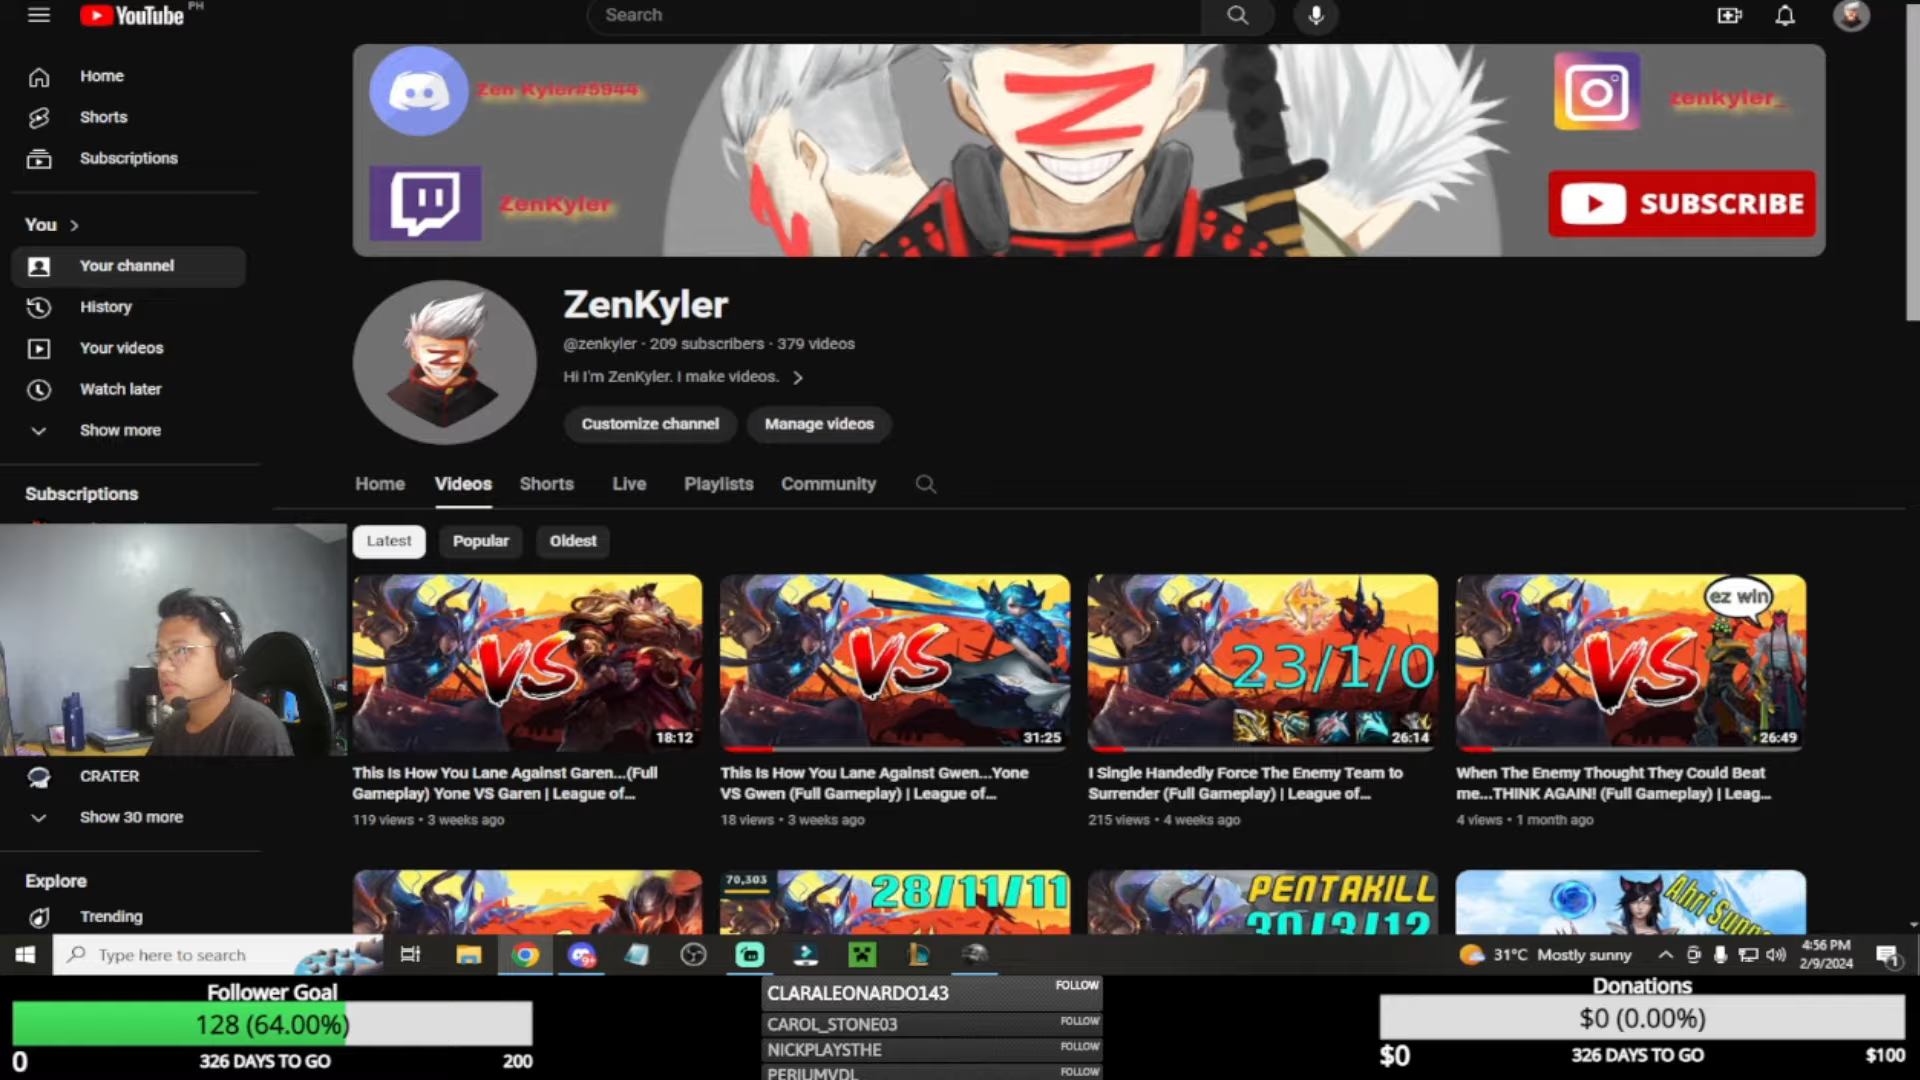 YouTube PH
Search
Home
Shorts
Subscriptions
You
Your channel
History
Your videos
Watch later
Show more
Subscriptions
CRATER
Show 30 more
Explore
Trending
Zen Kyler#5944
ZenKyler
zenkyler_
SUBSCRIBE
Z
ZenKyler
@zenkyler · 209 subscribers · 379 videos
Hi I'm ZenKyler. I make videos.
Customize channel
Manage videos
Home
Videos
Shorts
Live
Playlists
Community
Latest
Popular
Oldest
VS
18:12
This Is How You Lane Against Garen...(Full
Gameplay) Yone VS Garen | League of...
119 views • 3 weeks ago
VS
31:25
This Is How You Lane Against Gwen...Yone
VS Gwen (Full Gameplay) | League of...
18 views • 3 weeks ago
23/1/0
26:14
I Single Handedly Force The Enemy Team to
Surrender (Full Gameplay) | League of...
215 views • 4 weeks ago
?
VS
ez win
26:49
When The Enemy Thought They Could Beat
me...THINK AGAIN! (Full Gameplay) | Leag...
4 views • 1 month ago
70,303
28/11/11
PENTAKILL
30/3/12
Ahri
Type here to search
9+
31°C Mostly sunny
4:56 PM
2/9/2024
1
Follower Goal
128 (64.00%)
0
326 DAYS TO GO
200
CLARALEONARDO143 FOLLOW
CAROL_STONE03 FOLLOW
NICKPLAYSTHE FOLLOW
PERIUMVDL FOLLOW
Donations
$0 (0.00%)
$0
326 DAYS TO GO
$100